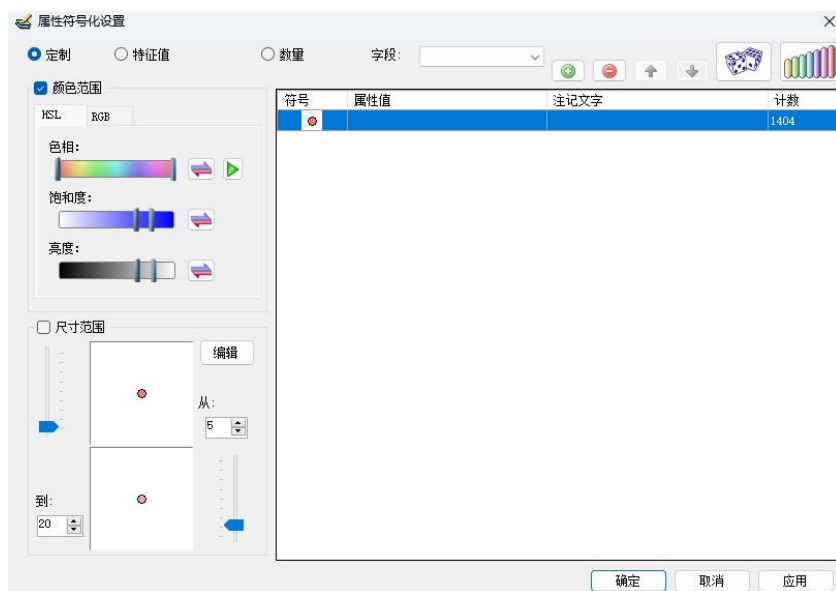 属性符号化设置
定制 特征值 数量 字段:
颜色范围
HSL RGB
色相:
饱和度:
亮度:
符号 属性值 注记文字 计数
1404
尺寸范围
编辑
从:
5
到:
20
确定 取消 应用